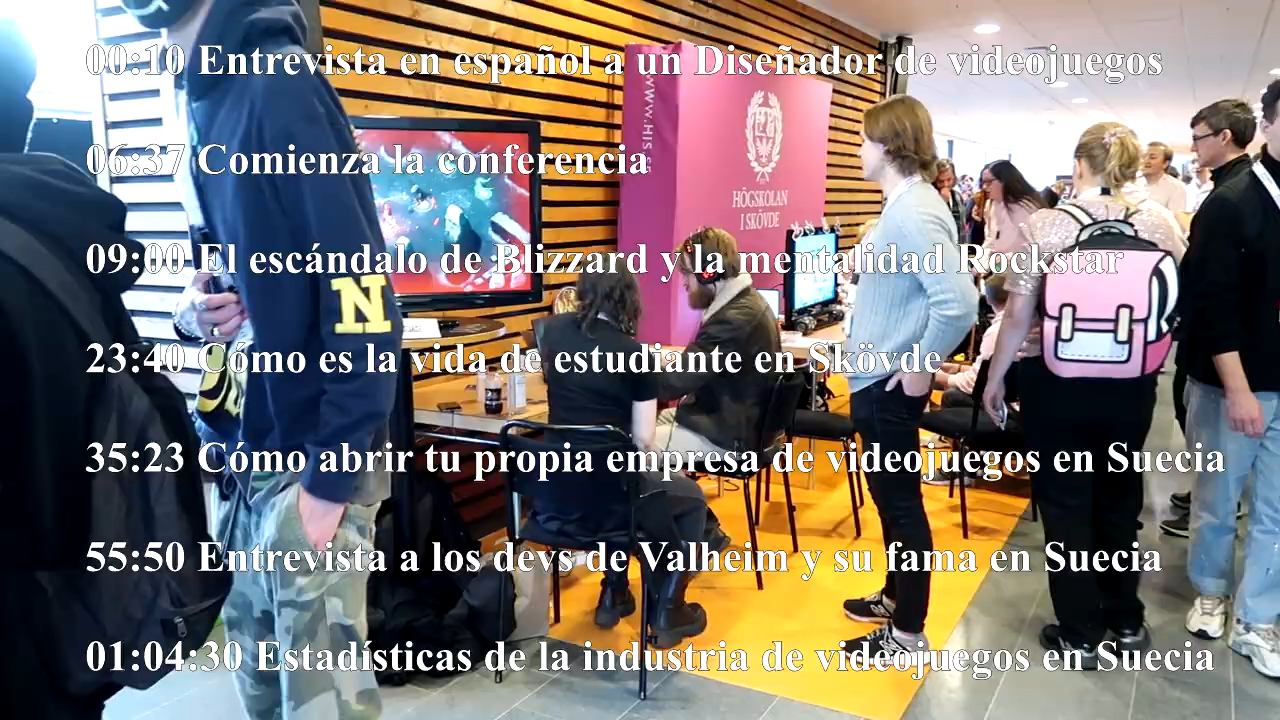 00:10 Entrevista en español a un Diseñador de videojuegos
06:37 Comienza la conferencia
09:00 El escándalo de Blizzard y la mentalidad Rockstar
23:40 Cómo es la vida de estudiante en Skövde
35:23 Cómo abrir tu propia empresa de videojuegos en Suecia
55:50 Entrevista a los devs de Valheim y su fama en Suecia
01:04:30 Estadísticas de la industria de videojuegos en Suecia
WWW.HIS.SE
HÖGSKOLAN
I SKÖVDE
N